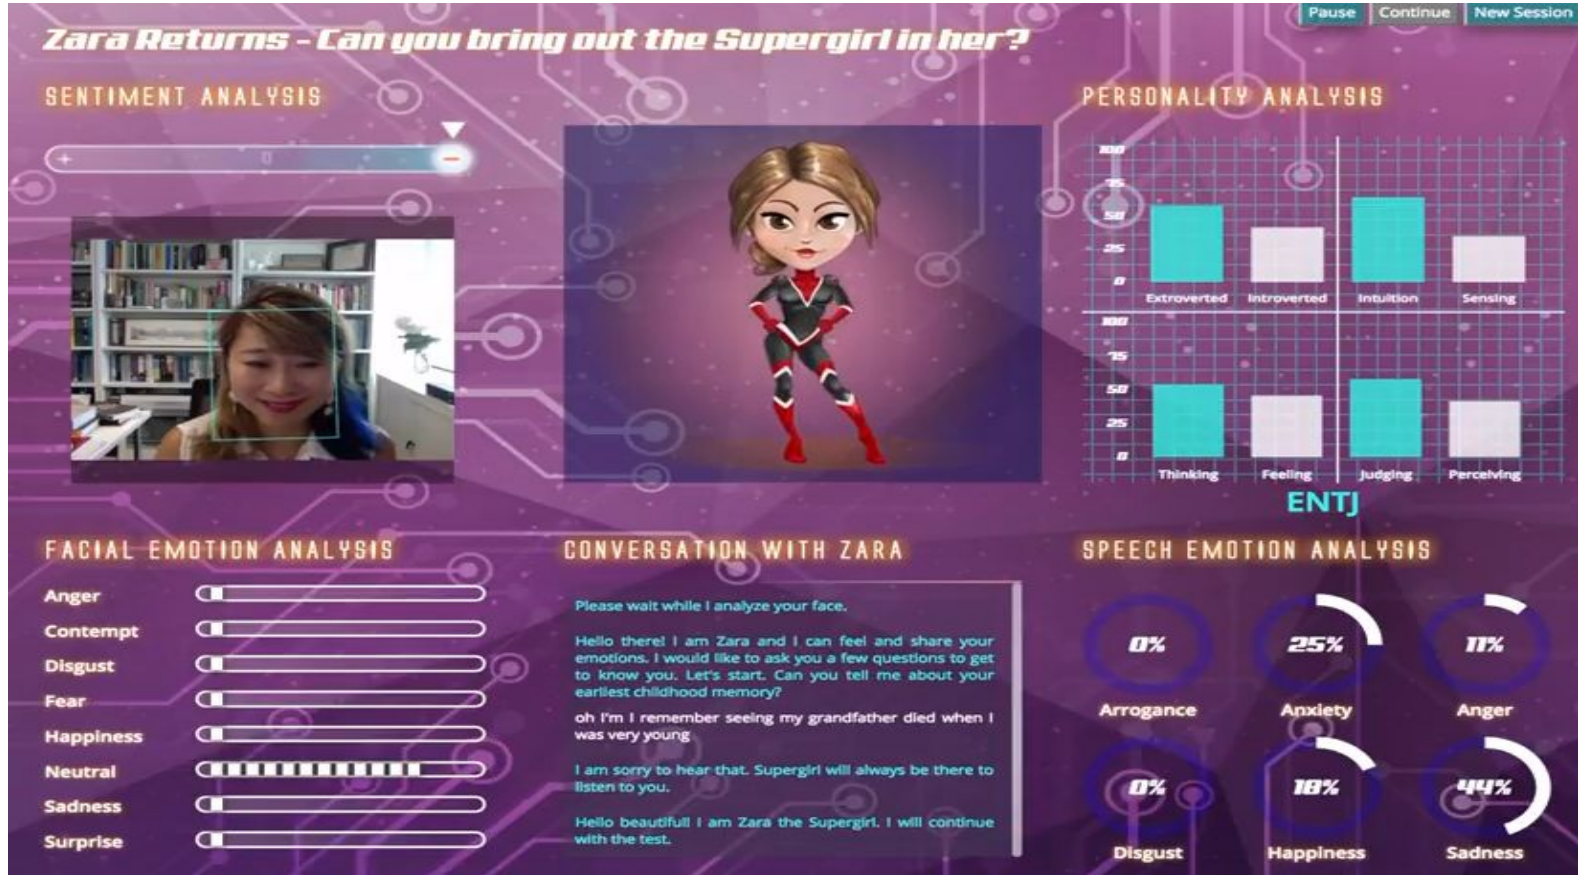 Pause Continue New Session
Zara Returns - Can you bring out the Supergirl in her?
SENTIMENT ANALYSIS
+ 0 −
PERSONALITY ANALYSIS
100
75
50
25
0
Extroverted Introverted Intuition Sensing
100
75
50
25
0
Thinking Feeling Judging Perceiving
ENTJ
FACIAL EMOTION ANALYSIS
Anger
Contempt
Disgust
Fear
Happiness
Neutral
Sadness
Surprise
CONVERSATION WITH ZARA
Please wait while I analyze your face.
Hello there! I am Zara and I can feel and share your
emotions. I would like to ask you a few questions to get
to know you. Let's start. Can you tell me about your
earliest childhood memory?
oh I'm I remember seeing my grandfather died when I
was very young
I am sorry to hear that. Supergirl will always be there to
listen to you.
Hello beautiful! I am Zara the Supergirl. I will continue
with the test.
SPEECH EMOTION ANALYSIS
0% 25% 11%
Arrogance Anxiety Anger
0% 18% 44%
Disgust Happiness Sadness